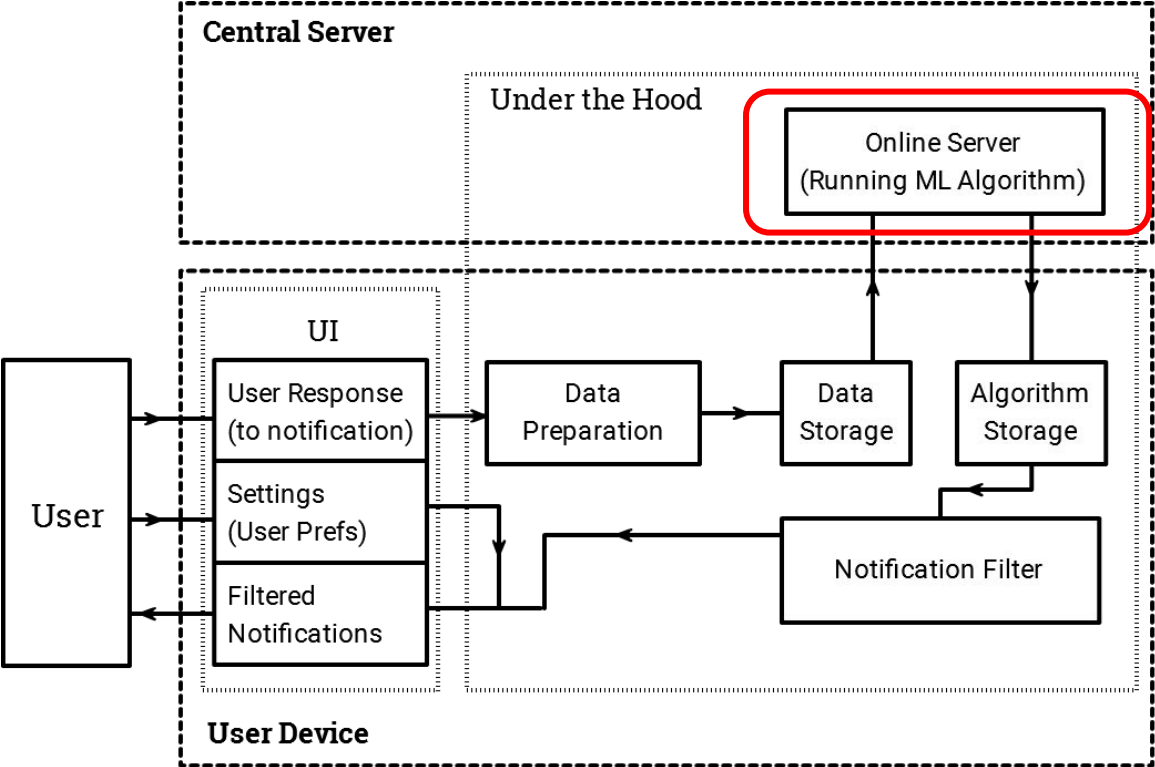 Central Server
Under the Hood
Online Server
(Running ML Algorithm)
UI
User
User Response
(to notification)
Settings
(User Prefs)
Filtered
Notifications
Data
Preparation
Data
Storage
Algorithm
Storage
Notification Filter
User Device